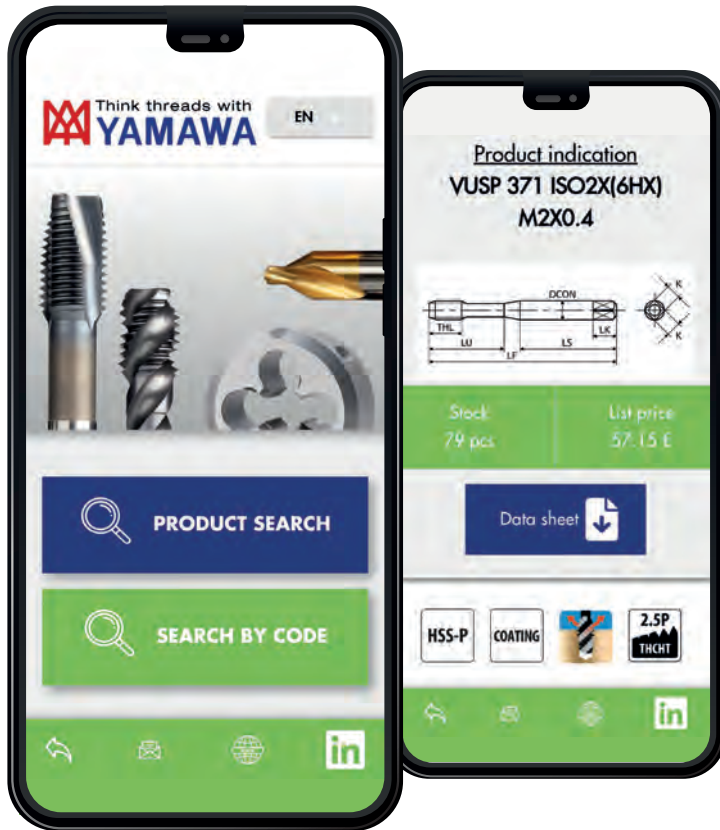 Think threads with
YAMAWA
EN
PRODUCT SEARCH
SEARCH BY CODE
in
Product indication
VUSP 371 ISO2X(6HX)
M2X0.4
DCON
K
THL
LK
LU
LS
LF
K
Stock
List price
79 pcs
57.15 €
Data sheet
HSS-P
COATING
2.5P
THCHT
in